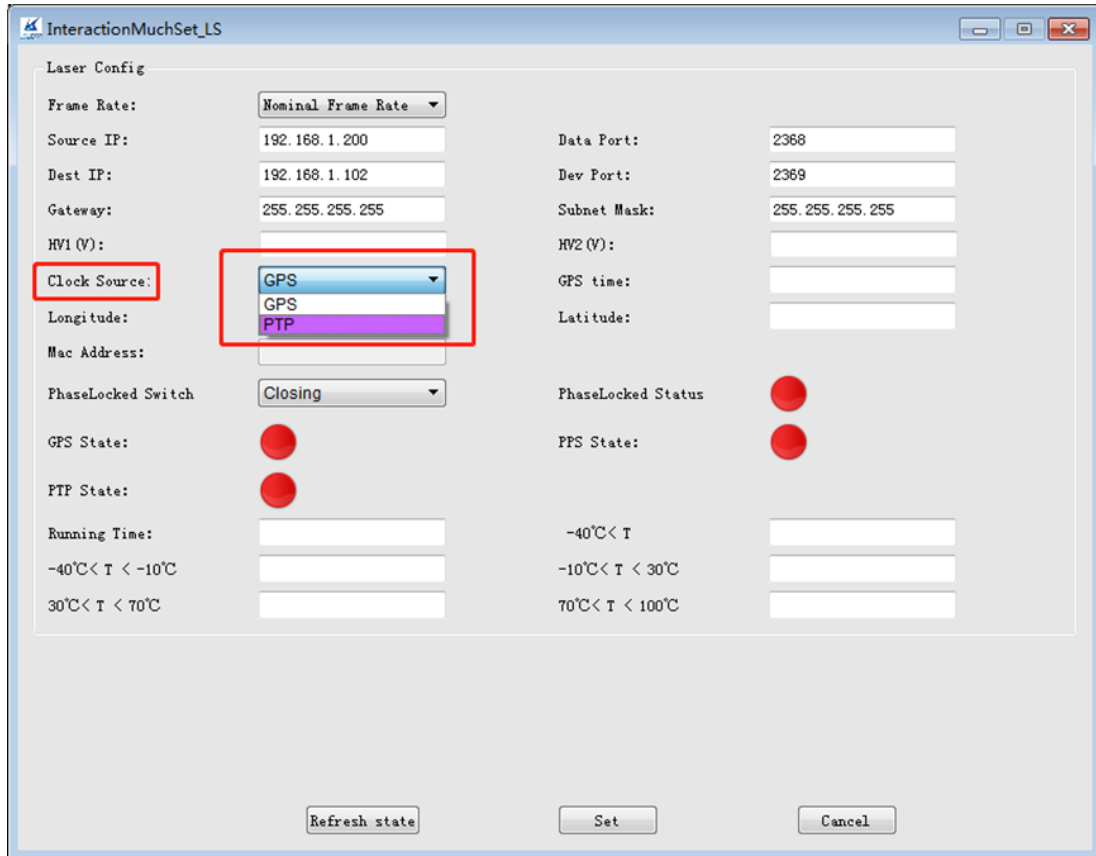 InteractionMuchSet_LS
Laser Config
Frame Rate: Nominal Frame Rate
Source IP: 192.168.1.200 Data Port: 2368
Dest IP: 192.168.1.102 Dev Port: 2369
Gateway: 255.255.255.255 Subnet Mask: 255.255.255.255
HV1(V): HV2(V):
Clock Source: GPS GPS time:
GPS
Longitude: PTP Latitude:
Mac Address:
PhaseLocked Switch Closing PhaseLocked Status
GPS State: PPS State:
PTP State:
Running Time: -40℃< T
-40℃< T < -10℃ -10℃< T < 30℃
30℃< T < 70℃ 70℃< T < 100℃
Refresh state Set Cancel